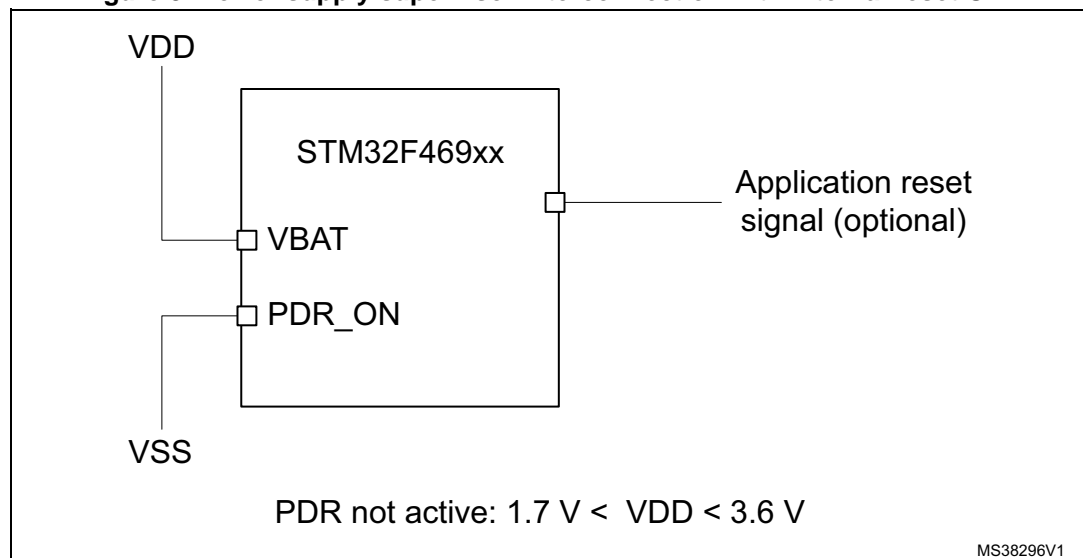 VDD
STM32F469xx
Application reset
signal (optional)
VBAT
PDR_ON
VSS
PDR not active: 1.7 V < VDD < 3.6 V
MS38296V1